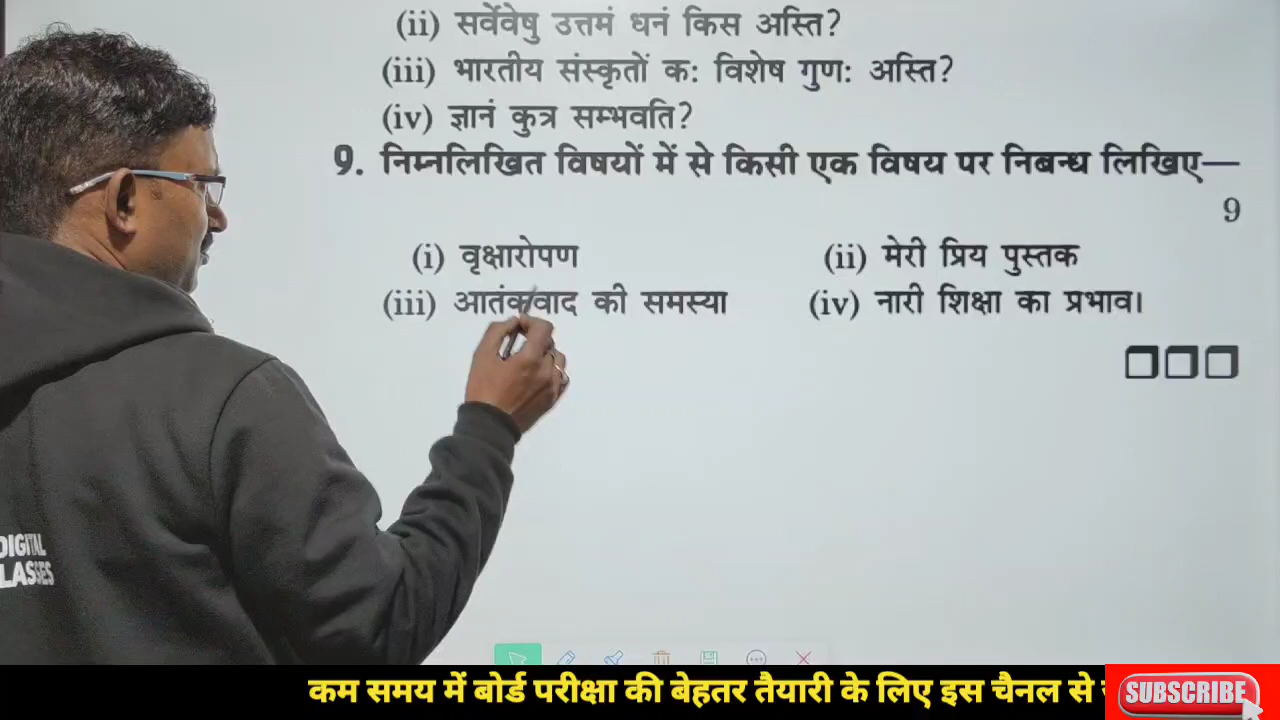 (ii) सर्वेवेषु उत्तमं धनं किस अस्ति?
(iii) भारतीय संस्कृतों क: विशेष गुण: अस्ति?
(iv) ज्ञानं कुत्र सम्भवति?
9. निम्नलिखित विषयों में से किसी एक विषय पर निबन्ध लिखिए—
9
(i) वृक्षारोपण (ii) मेरी प्रिय पुस्तक
(iii) आतंकवाद की समस्या (iv) नारी शिक्षा का प्रभाव।
DIGITAL
LASSES
कम समय में बोर्ड परीक्षा की बेहतर तैयारी के लिए इस चैनल से
SUBSCRIBE